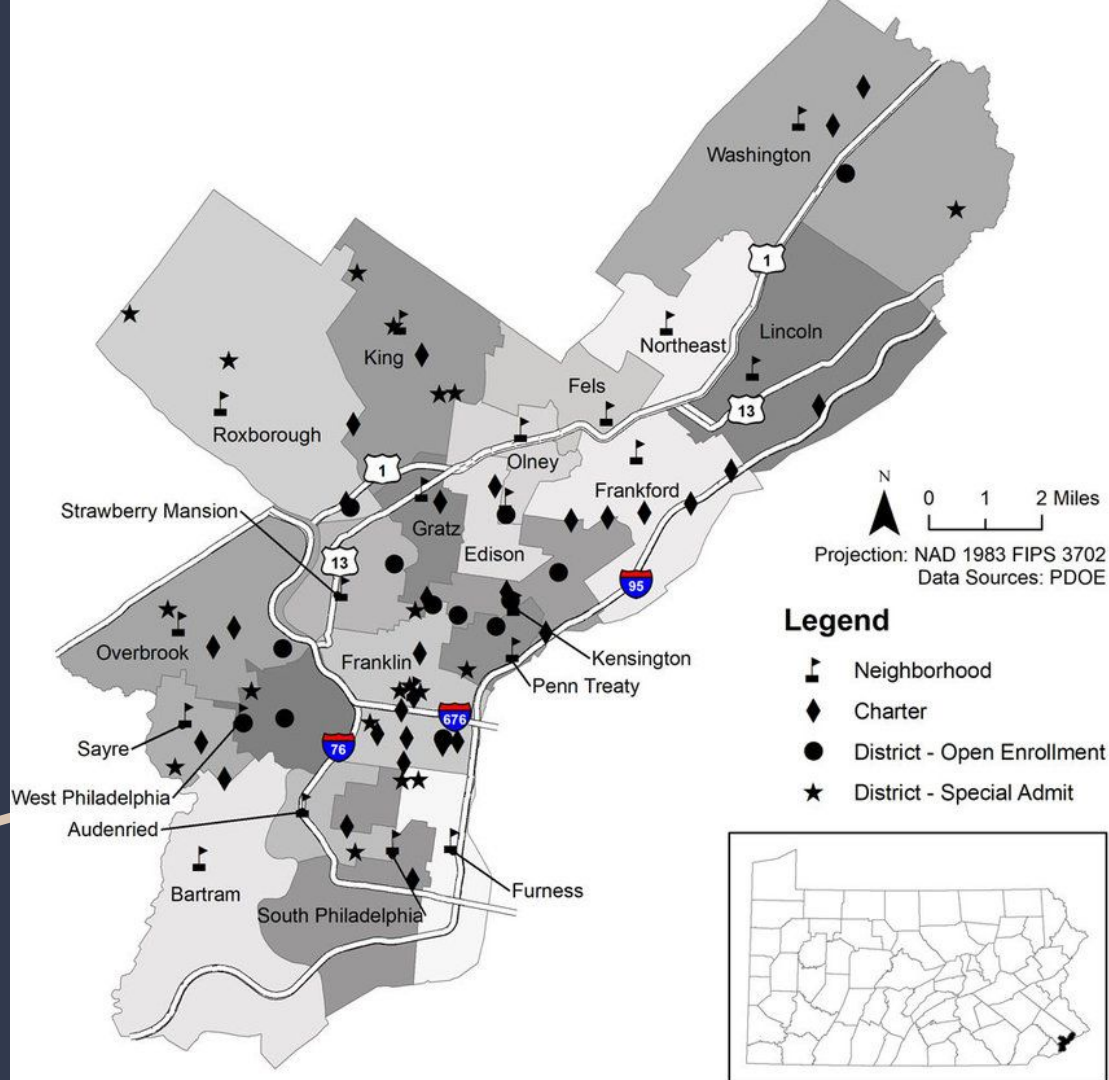 Washington
1
Lincoln
Northeast
King
Fels
13
Roxborough
Olney
1
Frankford
Strawberry Mansion
Gratz
Edison
13
95
N
0 1 2 Miles
Projection: NAD 1983 FIPS 3702
Data Sources: PDOE
Overbrook
Franklin
Kensington
Penn Treaty
676
76
Sayre
West Philadelphia
Audenried
Bartram
South Philadelphia
Furness
Legend
Neighborhood
Charter
District - Open Enrollment
District - Special Admit